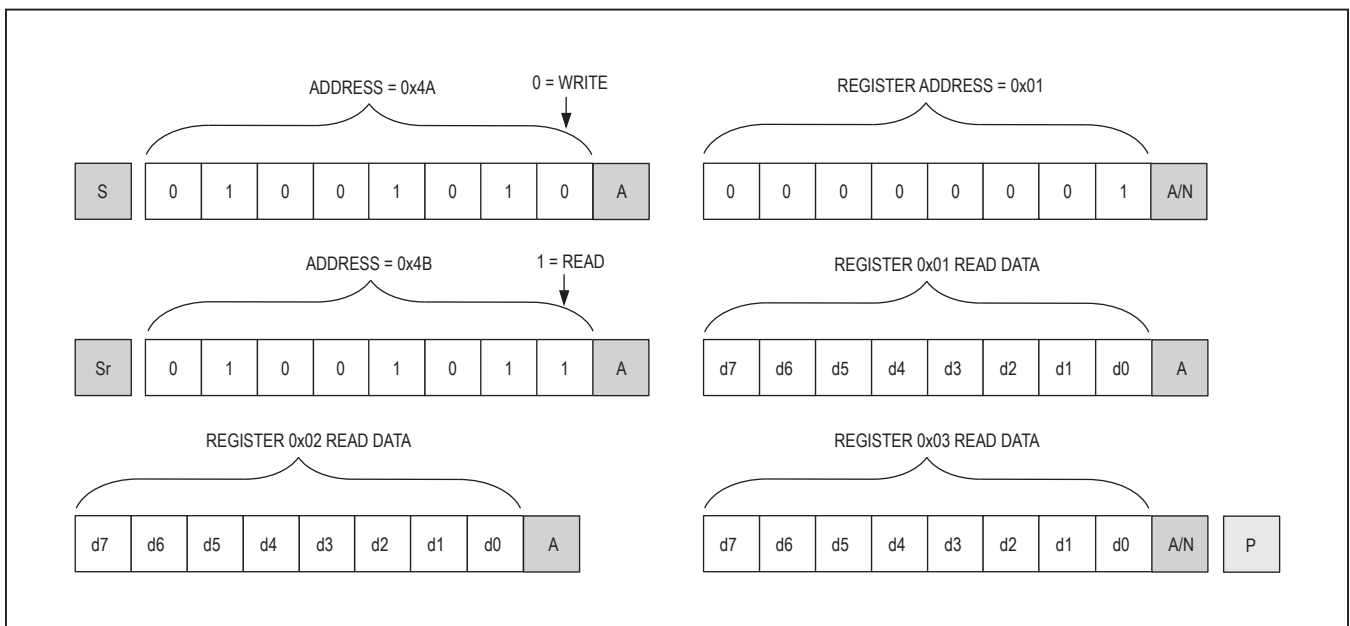 ADDRESS = 0x4A 0 = WRITE REGISTER ADDRESS = 0x01
S 0 1 0 0 1 0 1 0 A 0 0 0 0 0 0 0 1 A/N
ADDRESS = 0x4B 1 = READ REGISTER 0x01 READ DATA
Sr 0 1 0 0 1 0 1 1 A d7 d6 d5 d4 d3 d2 d1 d0 A
REGISTER 0x02 READ DATA REGISTER 0x03 READ DATA
d7 d6 d5 d4 d3 d2 d1 d0 A d7 d6 d5 d4 d3 d2 d1 d0 A/N P